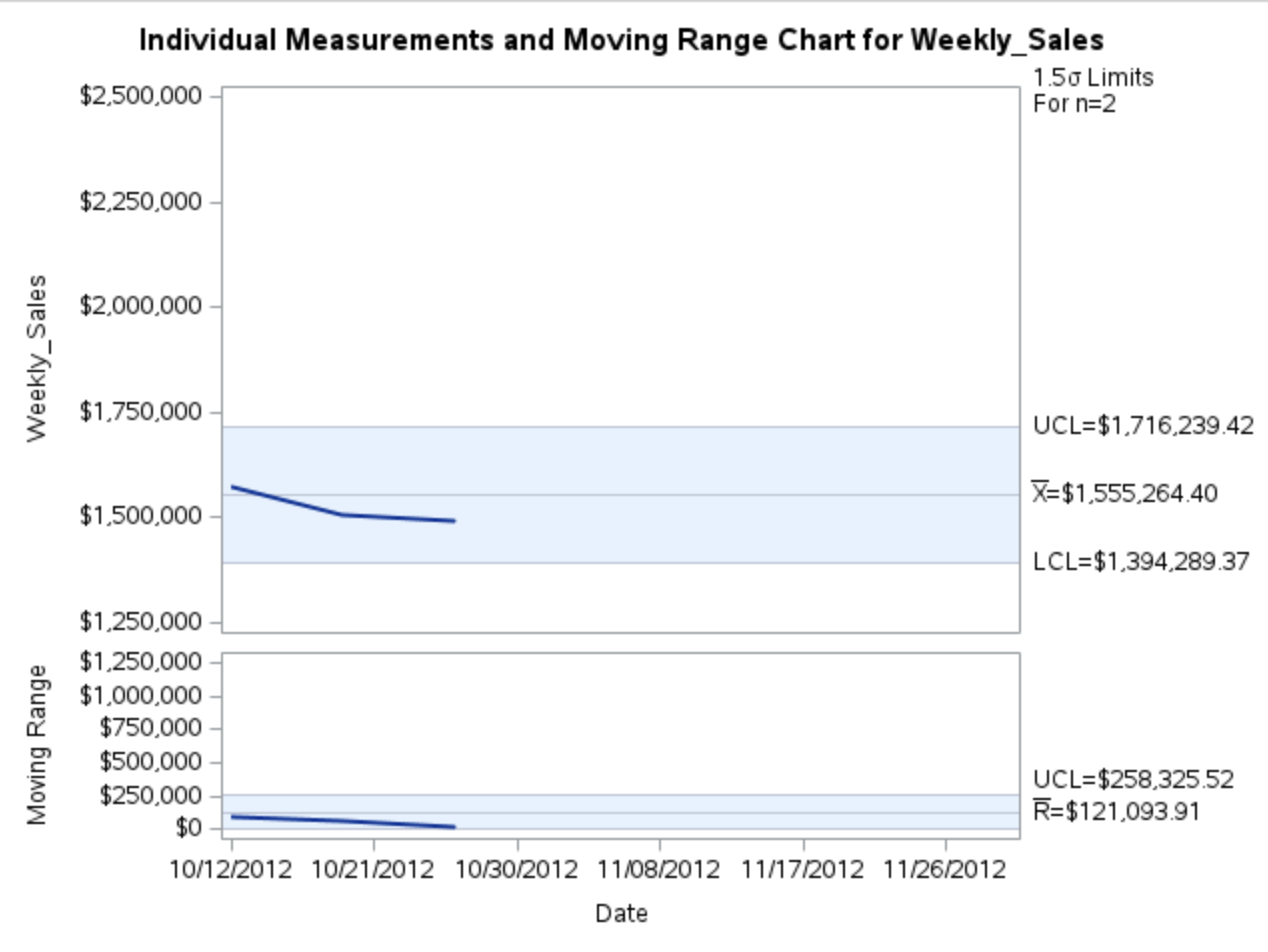 Individual Measurements and Moving Range Chart for Weekly_Sales
1.5σ Limits
For n=2
$2,500,000
$2,250,000
$2,000,000
$1,750,000
$1,500,000
$1,250,000
Weekly_Sales
UCL=$1,716,239.42
X̅=$1,555,264.40
LCL=$1,394,289.37
$1,250,000
$1,000,000
$750,000
$500,000
$250,000
$0
Moving Range
UCL=$258,325.52
R̅=$121,093.91
10/12/2012 10/21/2012 10/30/2012 11/08/2012 11/17/2012 11/26/2012
Date